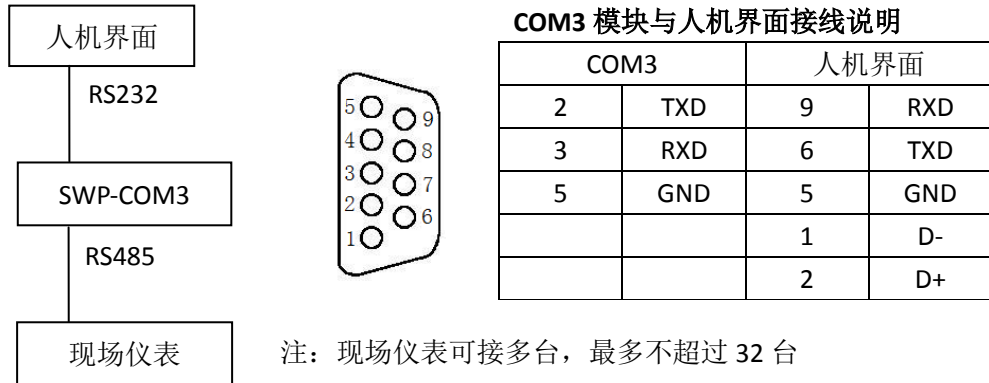 人机界面
RS232
SWP-COM3
RS485
现场仪表
5
9
4
8
3
7
2
6
1
COM3 模块与人机界面接线说明
COM3 人机界面
2 TXD 9 RXD
3 RXD 6 TXD
5 GND 5 GND
1 D-
2 D+
注：现场仪表可接多台，最多不超过 32 台